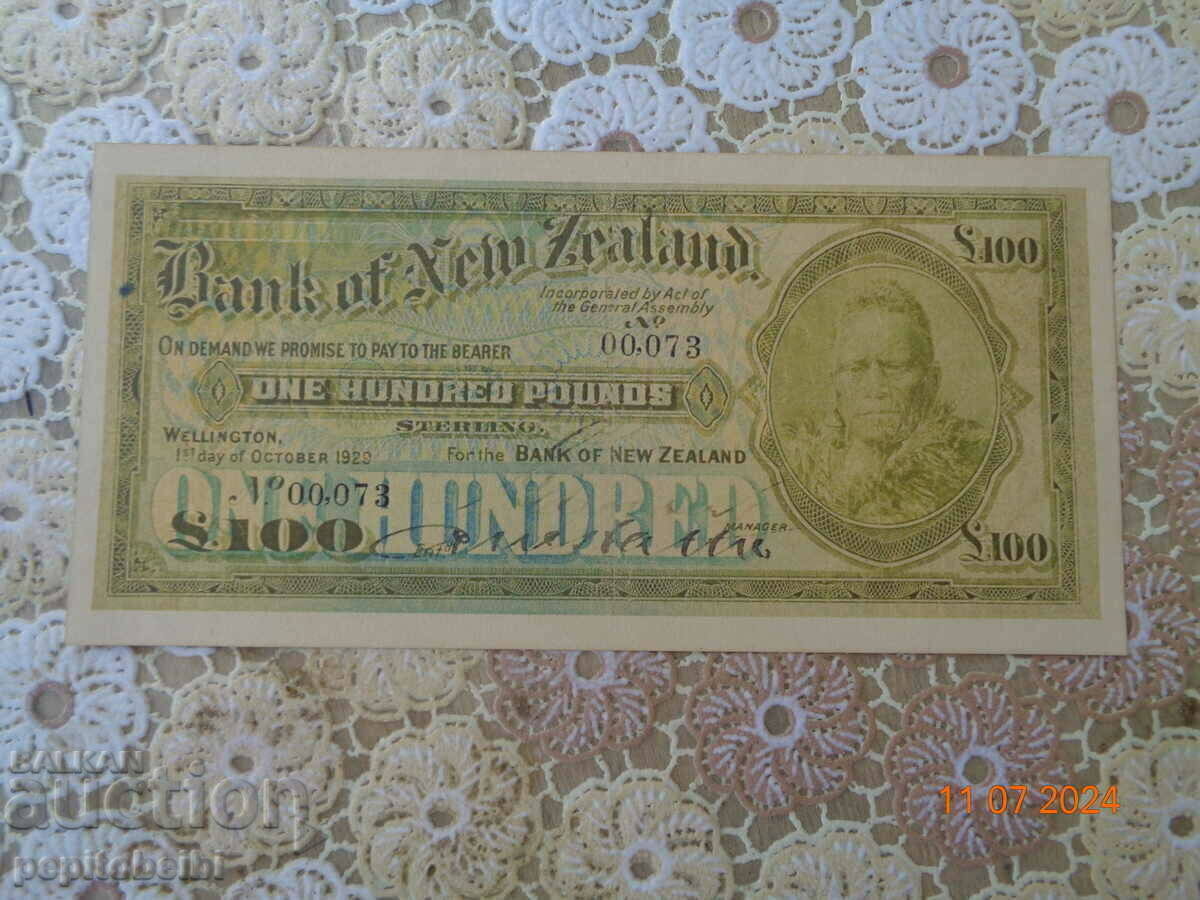 Bank of New Zealand.
£100
Incorporated by Act of
the General Assembly
No
00,073
ON DEMAND WE PROMISE TO PAY TO THE BEARER
ONE HUNDRED POUNDS
STERLING.
WELLINGTON,
1st day of OCTOBER 1929
For the BANK OF NEW ZEALAND
No 00,073
ONE HUNDRED
£100
MANAGER.
£100
BALKAN
auction
pepitobelbi
11 07 2024